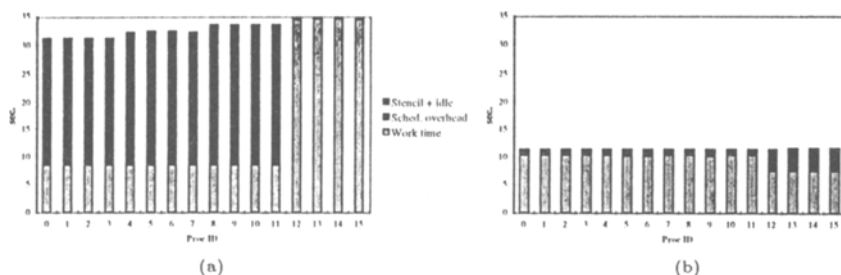 35
30
25
20
15
10
5
0
sec.
0 1 2 3 4 5 6 7 8 9 10 11 12 13 14 15
Proc ID
(a)
Stencil + idle
Sched. overhead
Work time
35
30
25
20
15
10
5
0
sec.
0 1 2 3 4 5 6 7 8 9 10 11 12 13 14 15
Proc ID
(b)